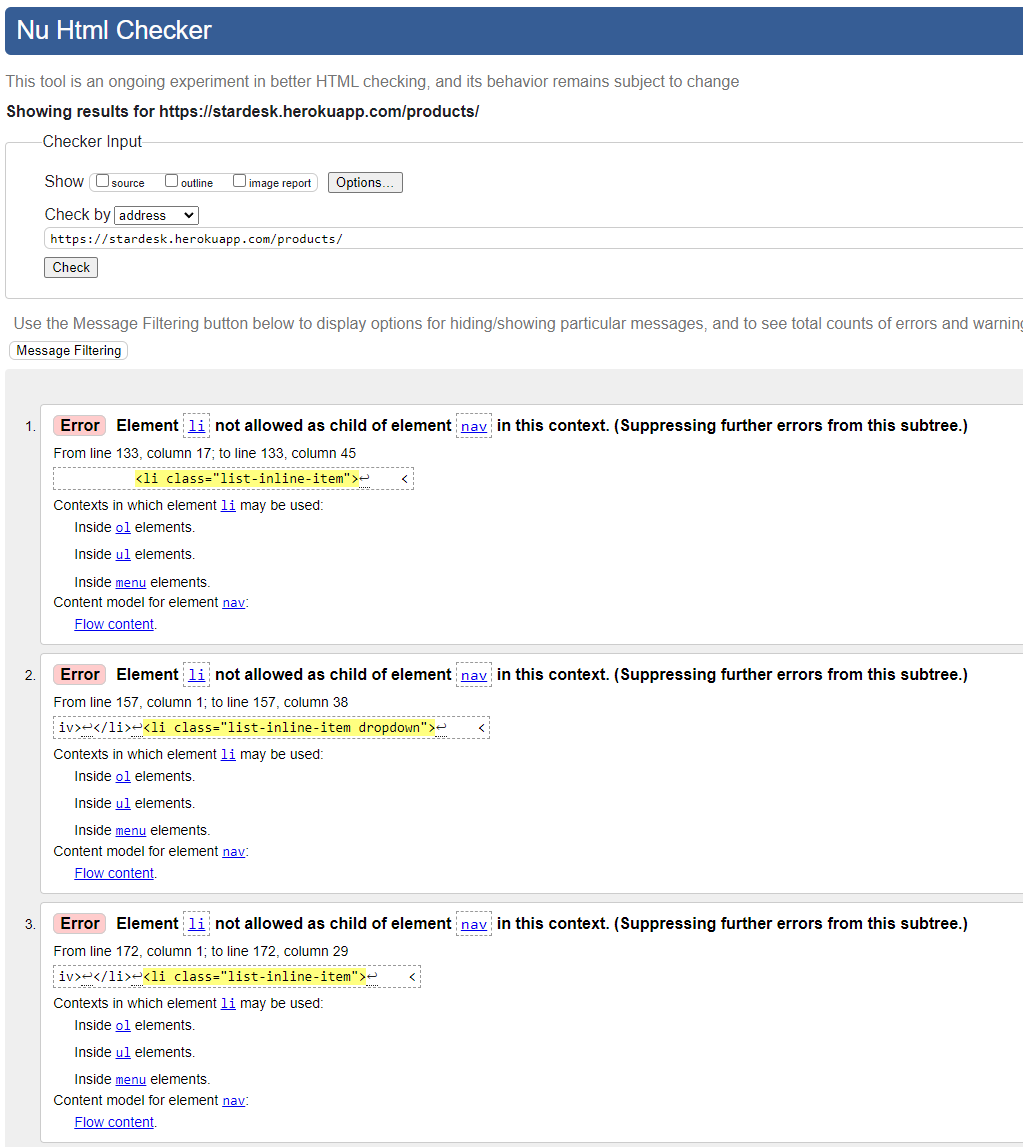 Nu Html Checker
This tool is an ongoing experiment in better HTML checking, and its behavior remains subject to change
Showing results for https://stardesk.herokuapp.com/products/
Checker Input
Show source outline image report Options...
Check by address
https://stardesk.herokuapp.com/products/
Check
Use the Message Filtering button below to display options for hiding/showing particular messages, and to see total counts of errors and
Message Filtering
1. Error Element li not allowed as child of element nav in this context. (Suppressing further errors from this subtree.)
From line 133, column 17; to line 133, column 45
<li class="list-inline-item">↩ <
Contexts in which element li may be used:
Inside ol elements.
Inside ul elements.
Inside menu elements.
Content model for element nav:
Flow content.
2. Error Element li not allowed as child of element nav in this context. (Suppressing further errors from this subtree.)
From line 157, column 1; to line 157, column 38
iv>↩</li>↩<li class="list-inline-item dropdown">↩ <
Contexts in which element li may be used:
Inside ol elements.
Inside ul elements.
Inside menu elements.
Content model for element nav:
Flow content.
3. Error Element li not allowed as child of element nav in this context. (Suppressing further errors from this subtree.)
From line 172, column 1; to line 172, column 29
iv>↩</li>↩<li class="list-inline-item">↩ <
Contexts in which element li may be used:
Inside ol elements.
Inside ul elements.
Inside menu elements.
Content model for element nav:
Flow content.